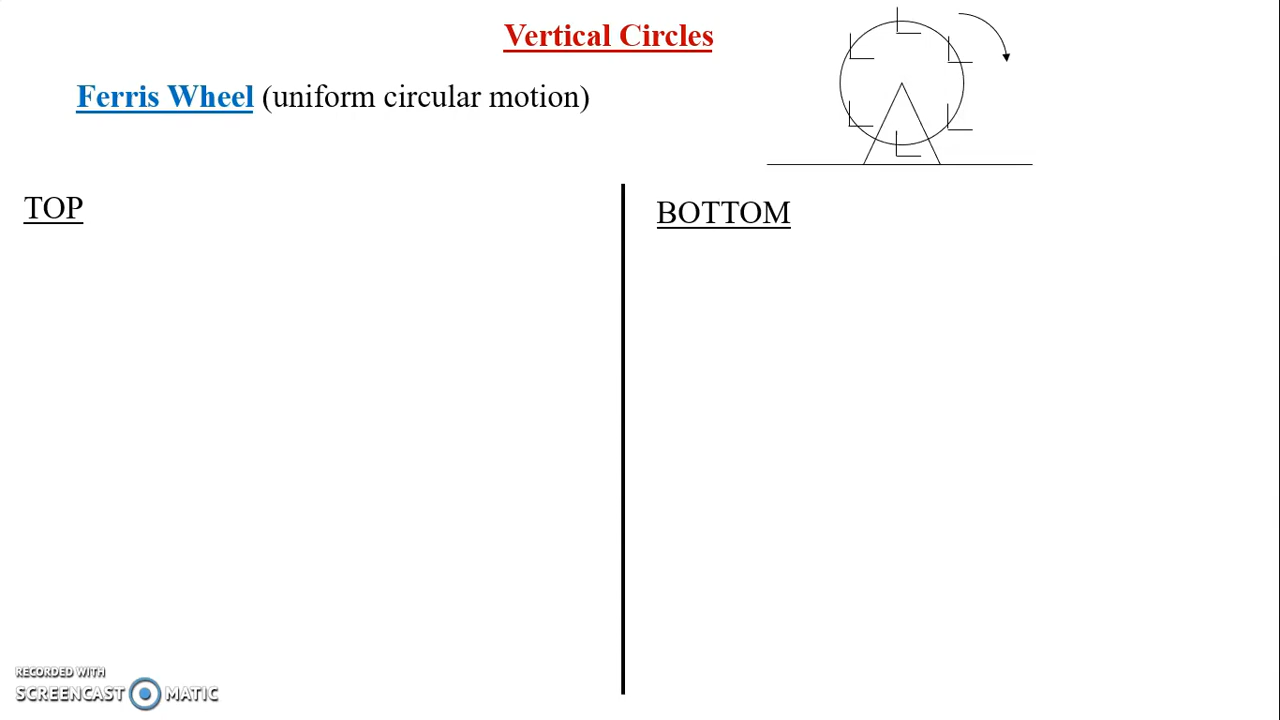 Vertical Circles
Ferris Wheel (uniform circular motion)
TOP
BOTTOM
RECORDED WITH
SCREENCAST MATIC